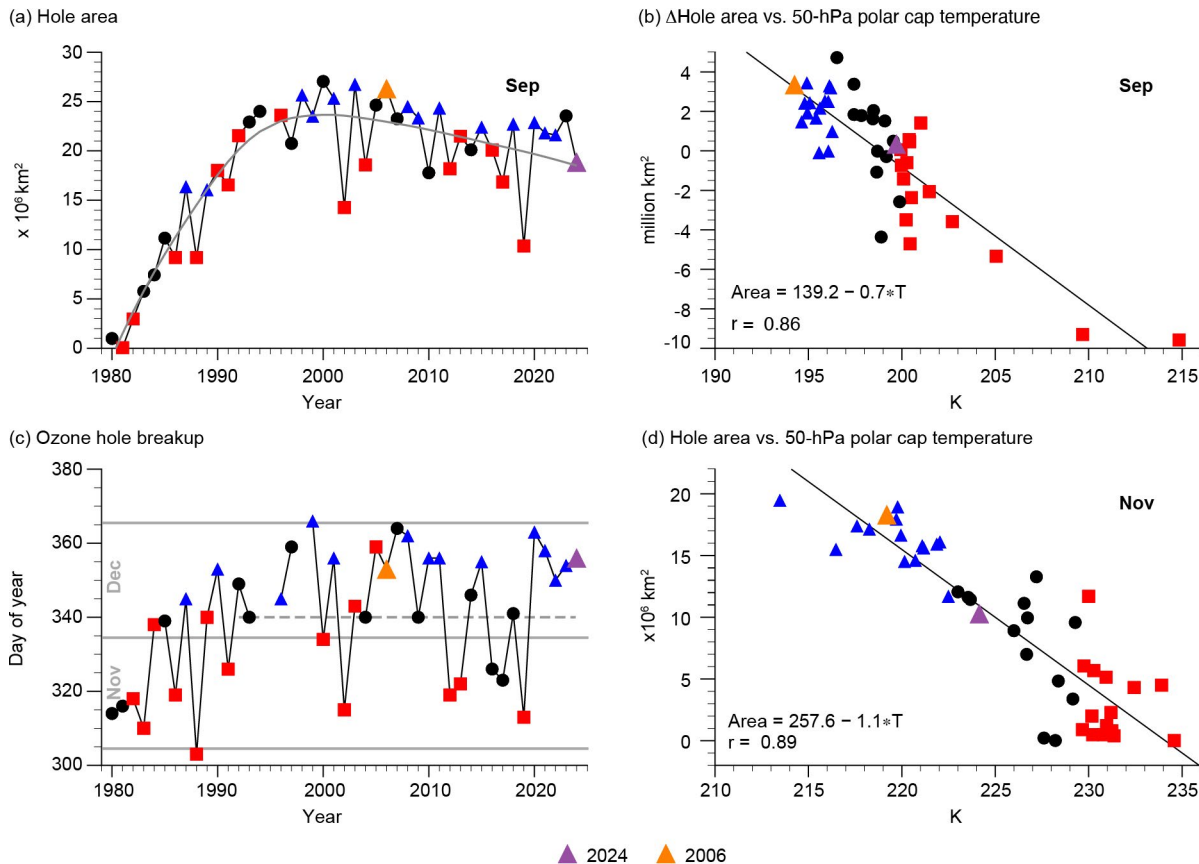 (a) Hole area
30
25
20
15
10
5
0
x 10⁶ km²
Sep
1980 1990 2000 2010 2020
Year
(b) ΔHole area vs. 50-hPa polar cap temperature
4
2
0
-2
-4
-6
-8
-10
million km²
Sep
Area = 139.2 − 0.7*T
r = 0.86
190 195 200 205 210 215
K
(c) Ozone hole breakup
380
360
340
320
300
Day of year
Dec
Nov
1980 1990 2000 2010 2020
Year
(d) Hole area vs. 50-hPa polar cap temperature
20
15
10
5
0
x10⁶ km²
Nov
Area = 257.6 − 1.1*T
r = 0.89
210 215 220 225 230 235
K
2024 2006